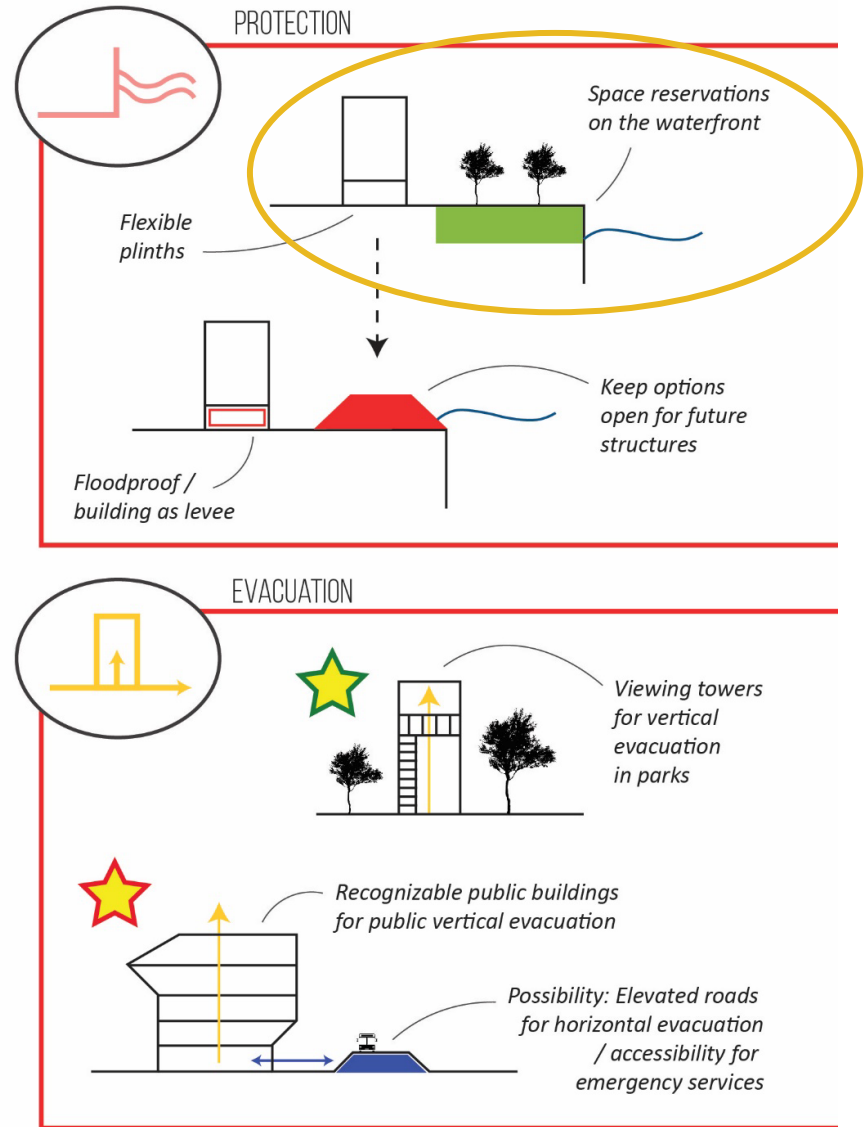 PROTECTION
Space reservations
on the waterfront
Flexible
plinths
Keep options
open for future
structures
Floodproof /
building as levee
EVACUATION
Viewing towers
for vertical
evacuation
in parks
Recognizable public buildings
for public vertical evacuation
Possibility: Elevated roads
for horizontal evacuation
/ accessibility for
emergency services